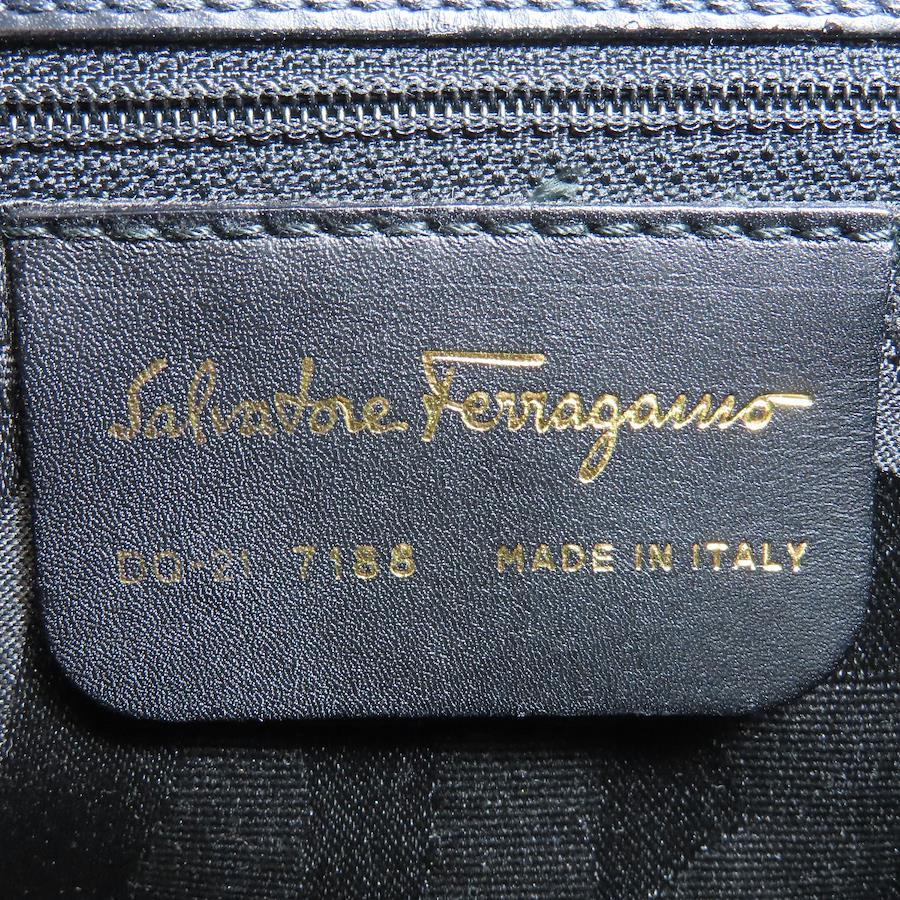 Salvatore Ferragamo
DQ-21 7188 MADE IN ITALY